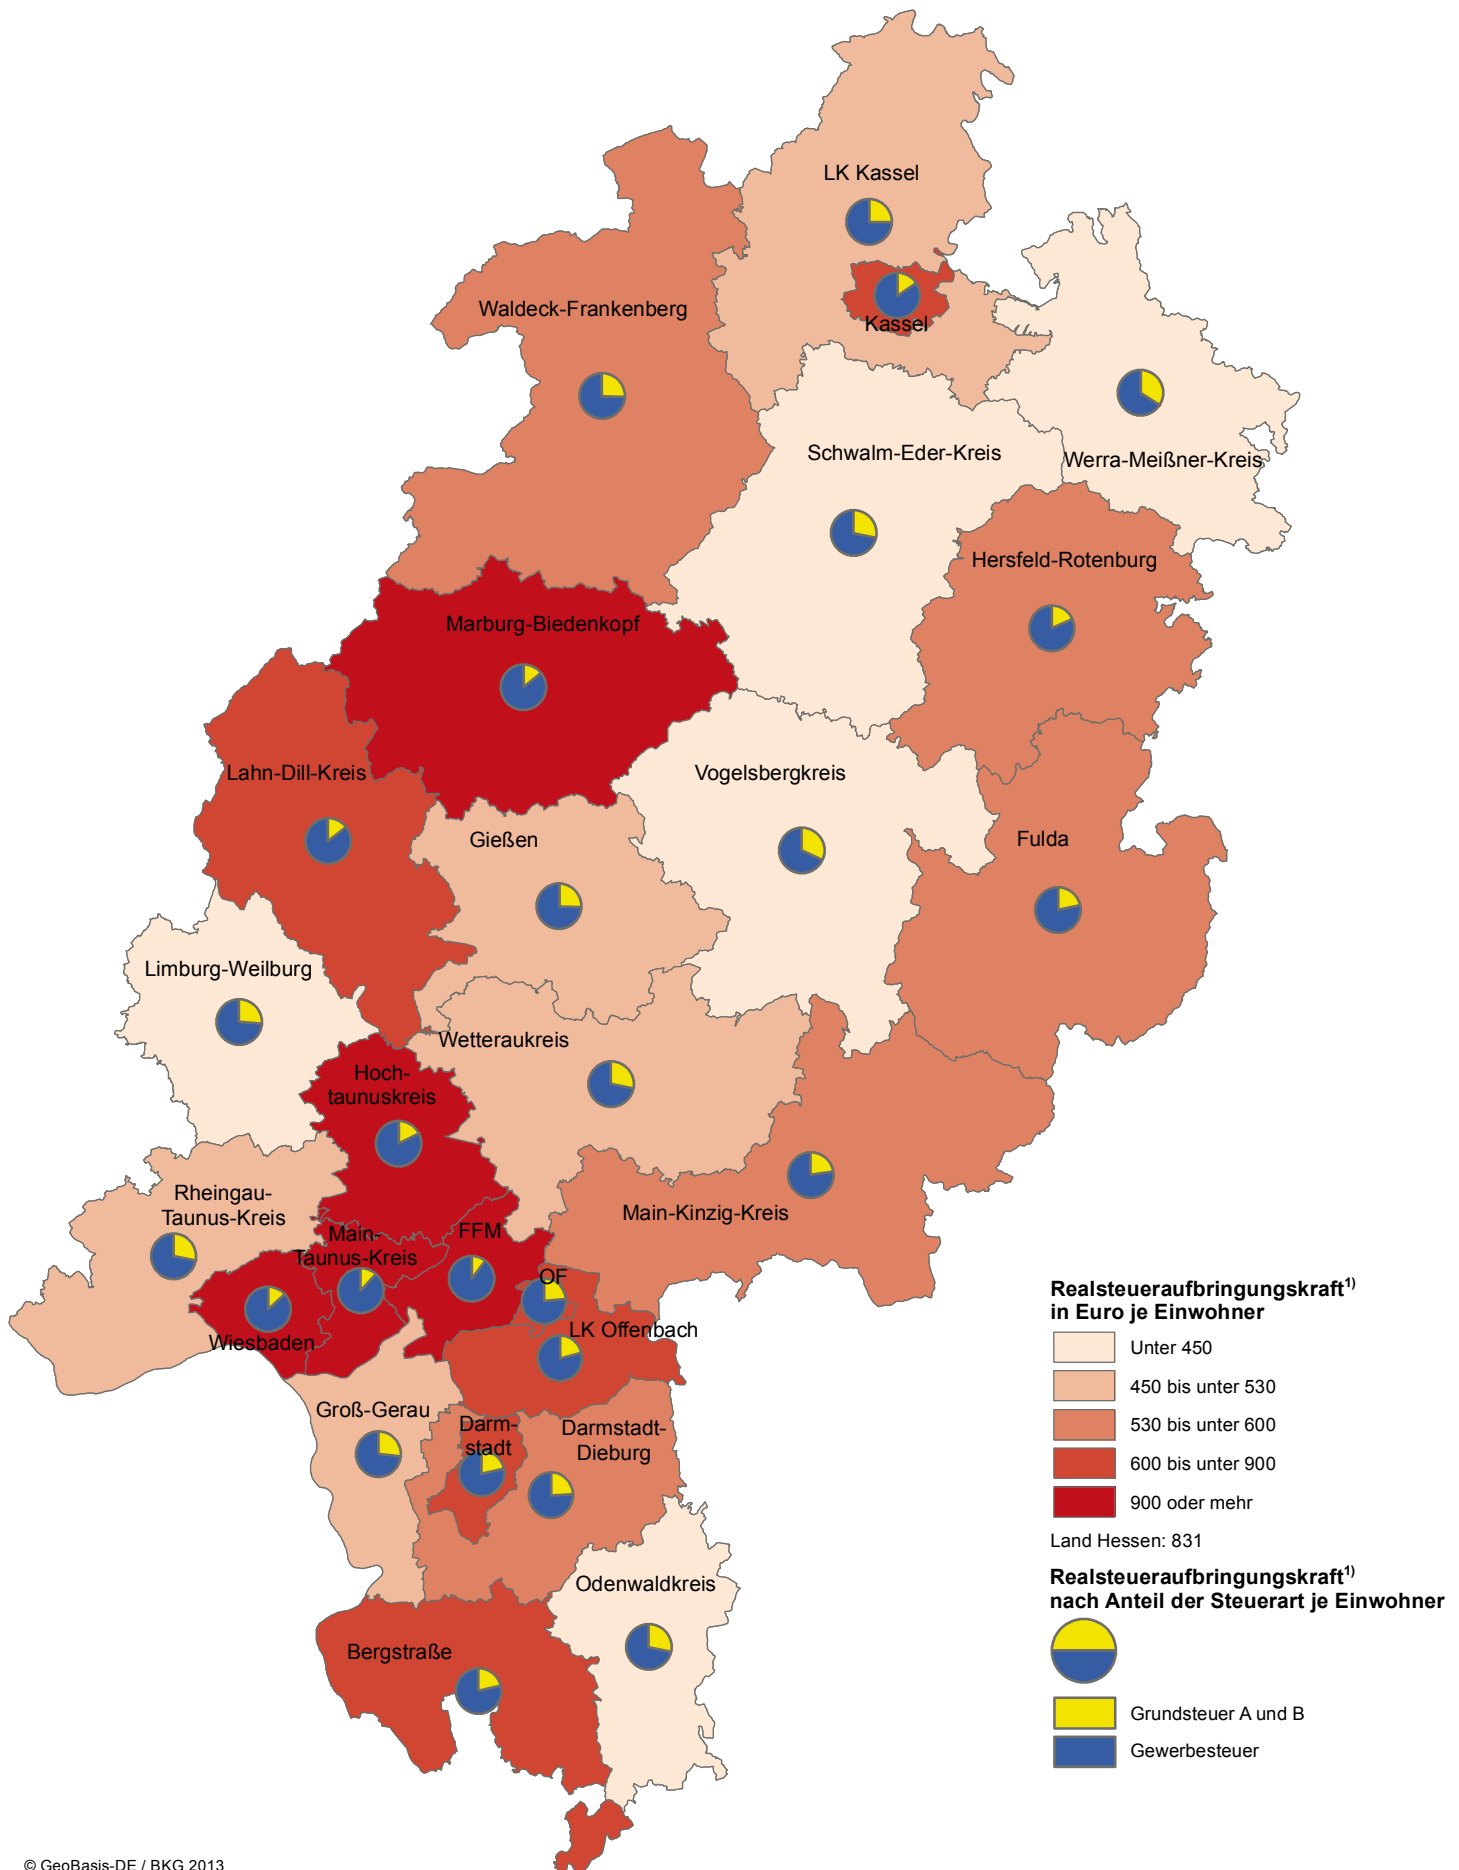 LK Kassel
Kassel
Waldeck-Frankenberg
Schwalm-Eder-Kreis
Werra-Meißner-Kreis
Hersfeld-Rotenburg
Marburg-Biedenkopf
Lahn-Dill-Kreis
Vogelsbergkreis
Gießen
Fulda
Limburg-Weilburg
Wetteraukreis
Hoch-
taunuskreis
Rheingau-
Taunus-Kreis
Main-Kinzig-Kreis
Main-
Taunus-Kreis
FFM
OF
Wiesbaden
LK Offenbach
Groß-Gerau
Darm-
stadt
Darmstadt-
Dieburg
Odenwaldkreis
Bergstraße
Realsteueraufbringungskraft1)
in Euro je Einwohner
Unter 450
450 bis unter 530
530 bis unter 600
600 bis unter 900
900 oder mehr
Land Hessen: 831
Realsteueraufbringungskraft1)
nach Anteil der Steuerart je Einwohner
Grundsteuer A und B
Gewerbesteuer
© GeoBasis-DE / BKG 2013